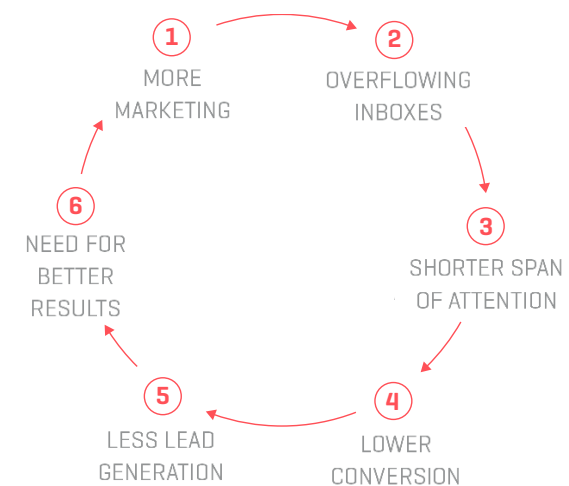 1
MORE
MARKETING
2
OVERFLOWING
INBOXES
3
SHORTER SPAN
OF ATTENTION
4
LOWER
CONVERSION
5
LESS LEAD
GENERATION
6
NEED FOR
BETTER
RESULTS